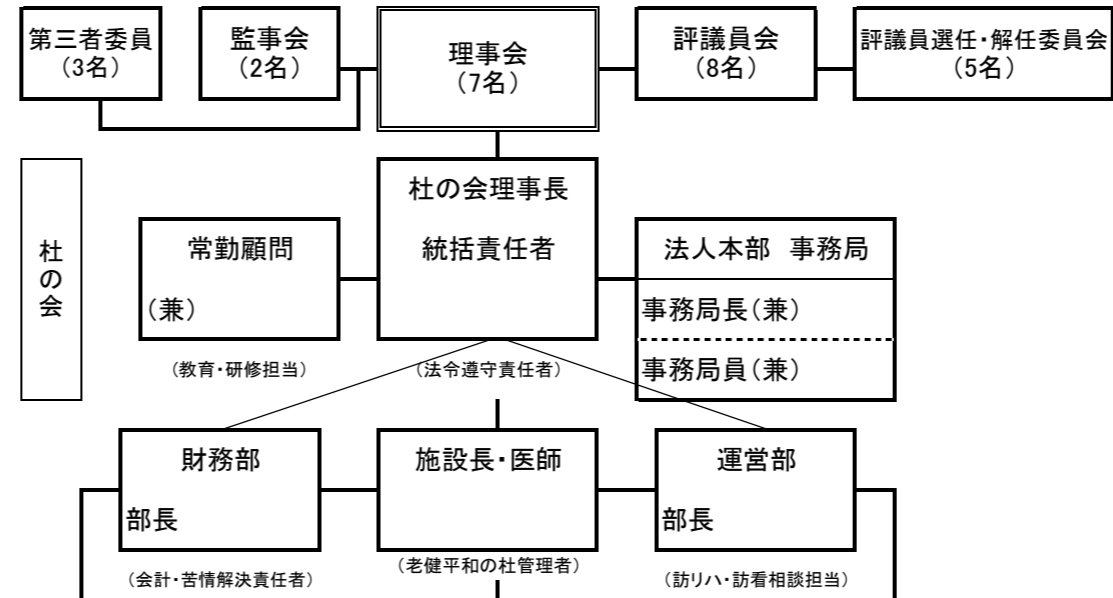 第三者委員
（3名）
監事会
（2名）
理事会
（7名）
評議員会
（8名）
評議員選任・解任委員会
（5名）
杜の会
杜の会理事長
統括責任者
常勤顧問
（兼）
法人本部　事務局
事務局長（兼）
事務局員（兼）
（教育・研修担当）
（法令遵守責任者）
財務部
部長
施設長・医師
運営部
部長
（会計・苦情解決責任者）
（老健平和の杜管理者）
（訪リハ・訪看相談担当）